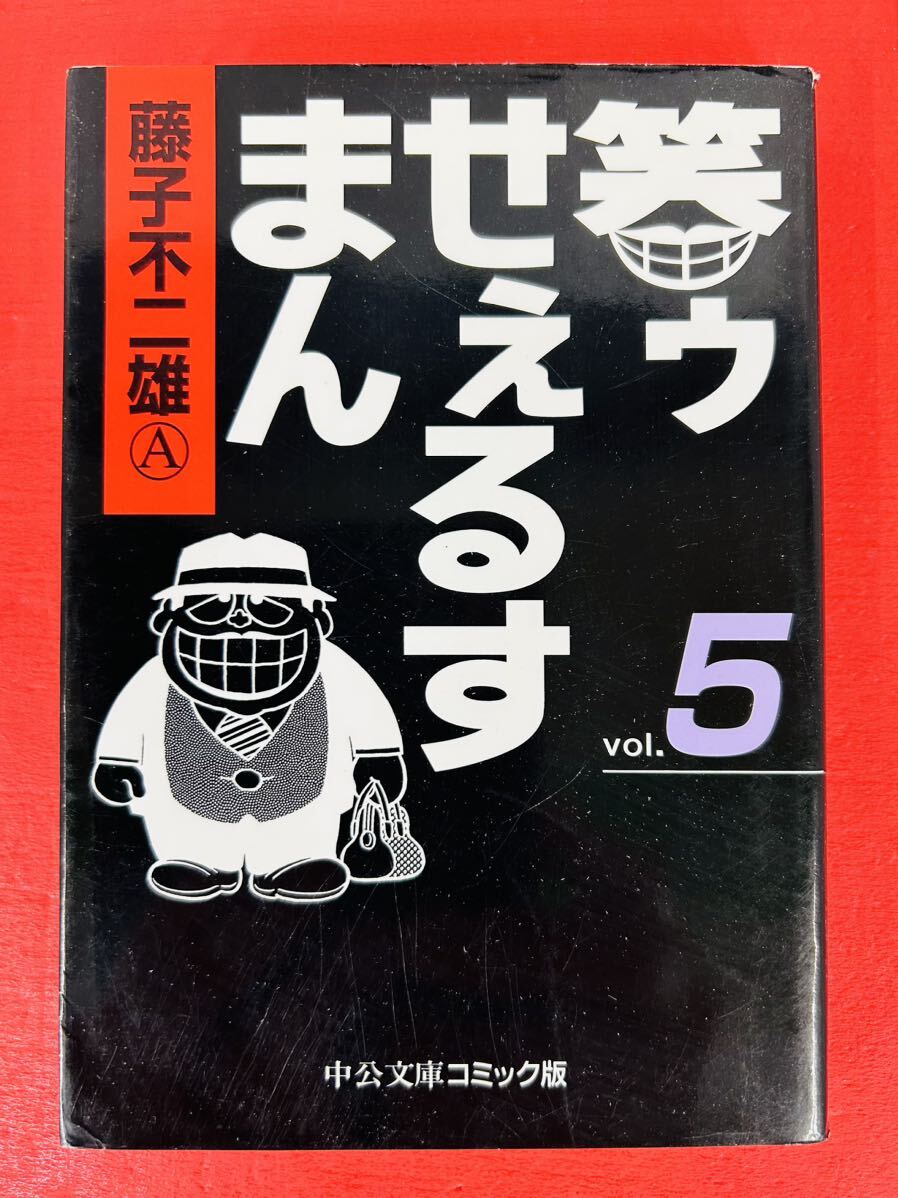 笑ゥ
せえるす
まん
藤子不二雄Ⓐ
vol.5
中公文庫コミック版